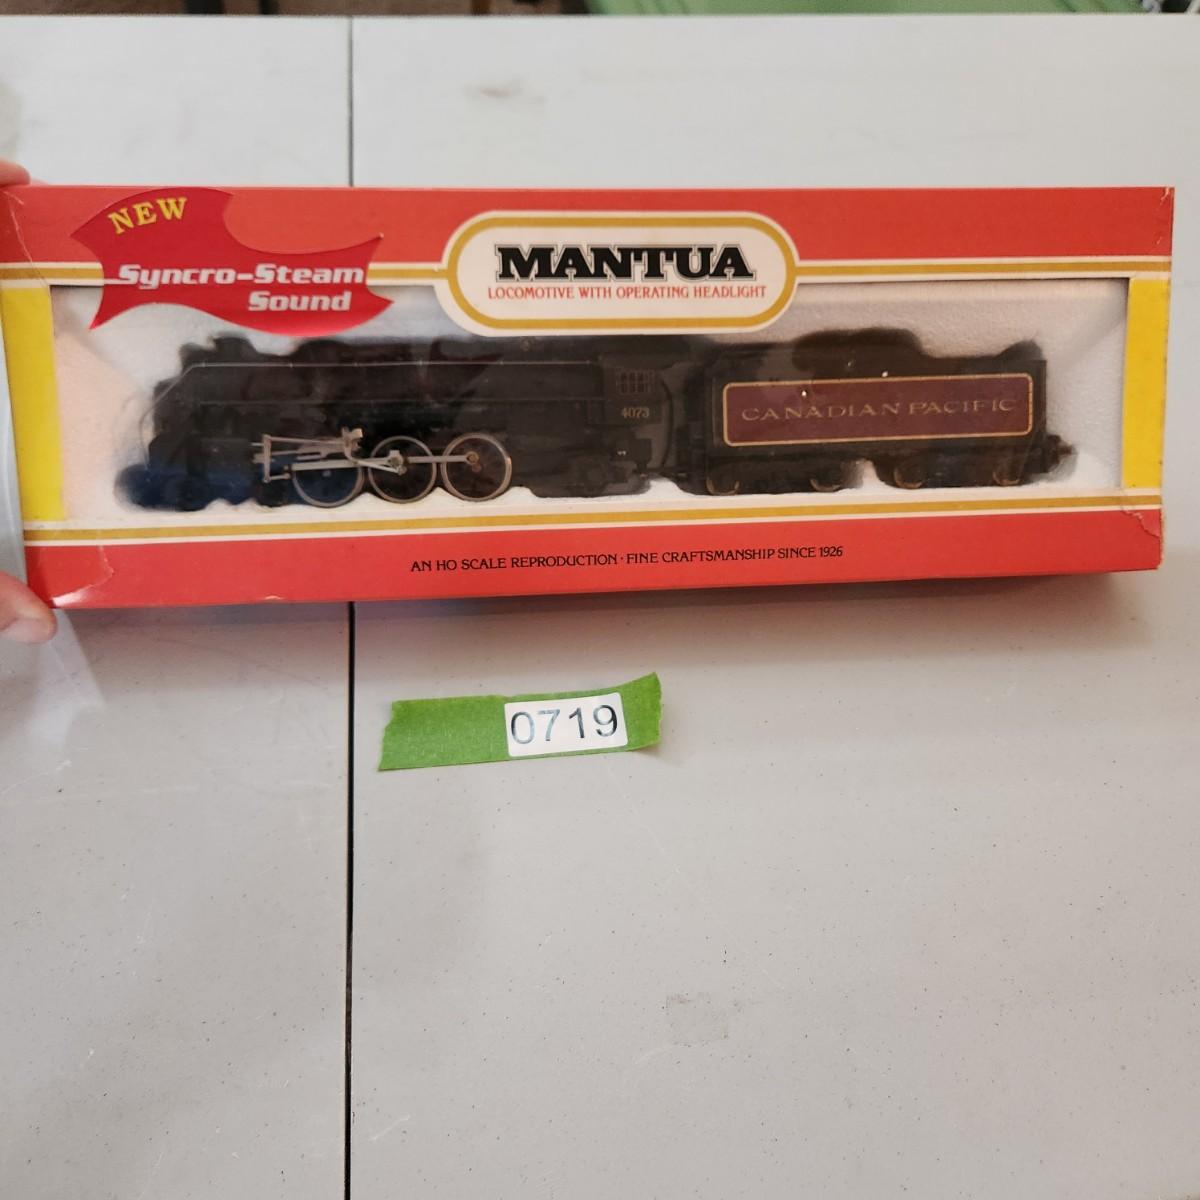 NEW
Syncro-Steam
Sound
MANTUA
LOCOMOTIVE WITH OPERATING HEADLIGHT
4073
CANADIAN PACIFIC
AN HO SCALE REPRODUCTION · FINE CRAFTSMANSHIP SINCE 1926
0719